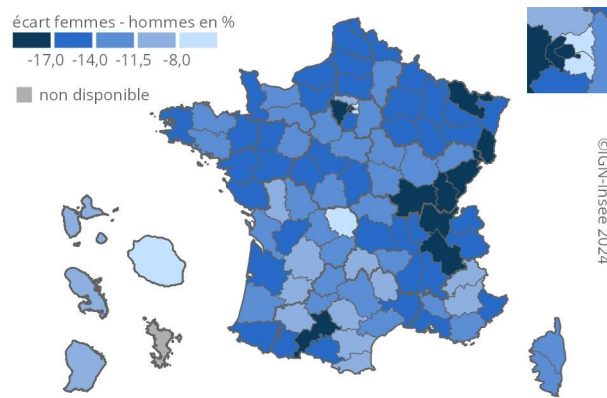 écart femmes - hommes en %
-17,0 -14,0 -11,5 -8,0
non disponible
©IGN-Insee 2024